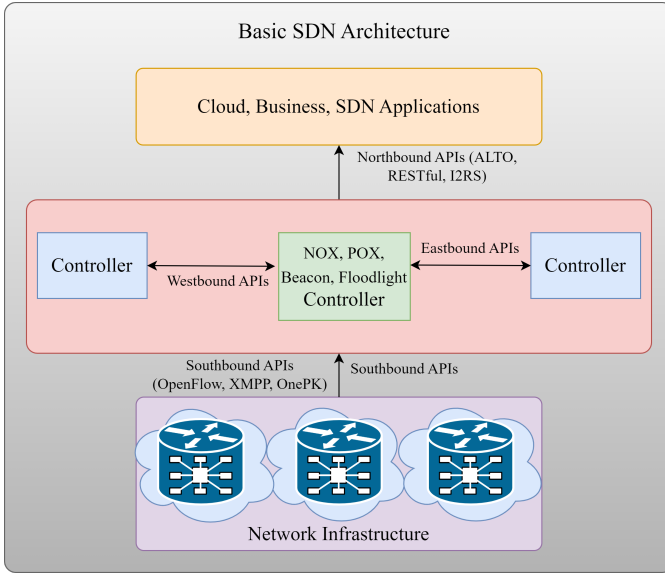 Basic SDN Architecture
Cloud, Business, SDN Applications
Northbound APIs (ALTO,
RESTful, I2RS)
Controller
Westbound APIs
NOX, POX,
Beacon, Floodlight
Controller
Eastbound APIs
Controller
Southbound APIs
(OpenFlow, XMPP, OnePK)
Southbound APIs
Network Infrastructure